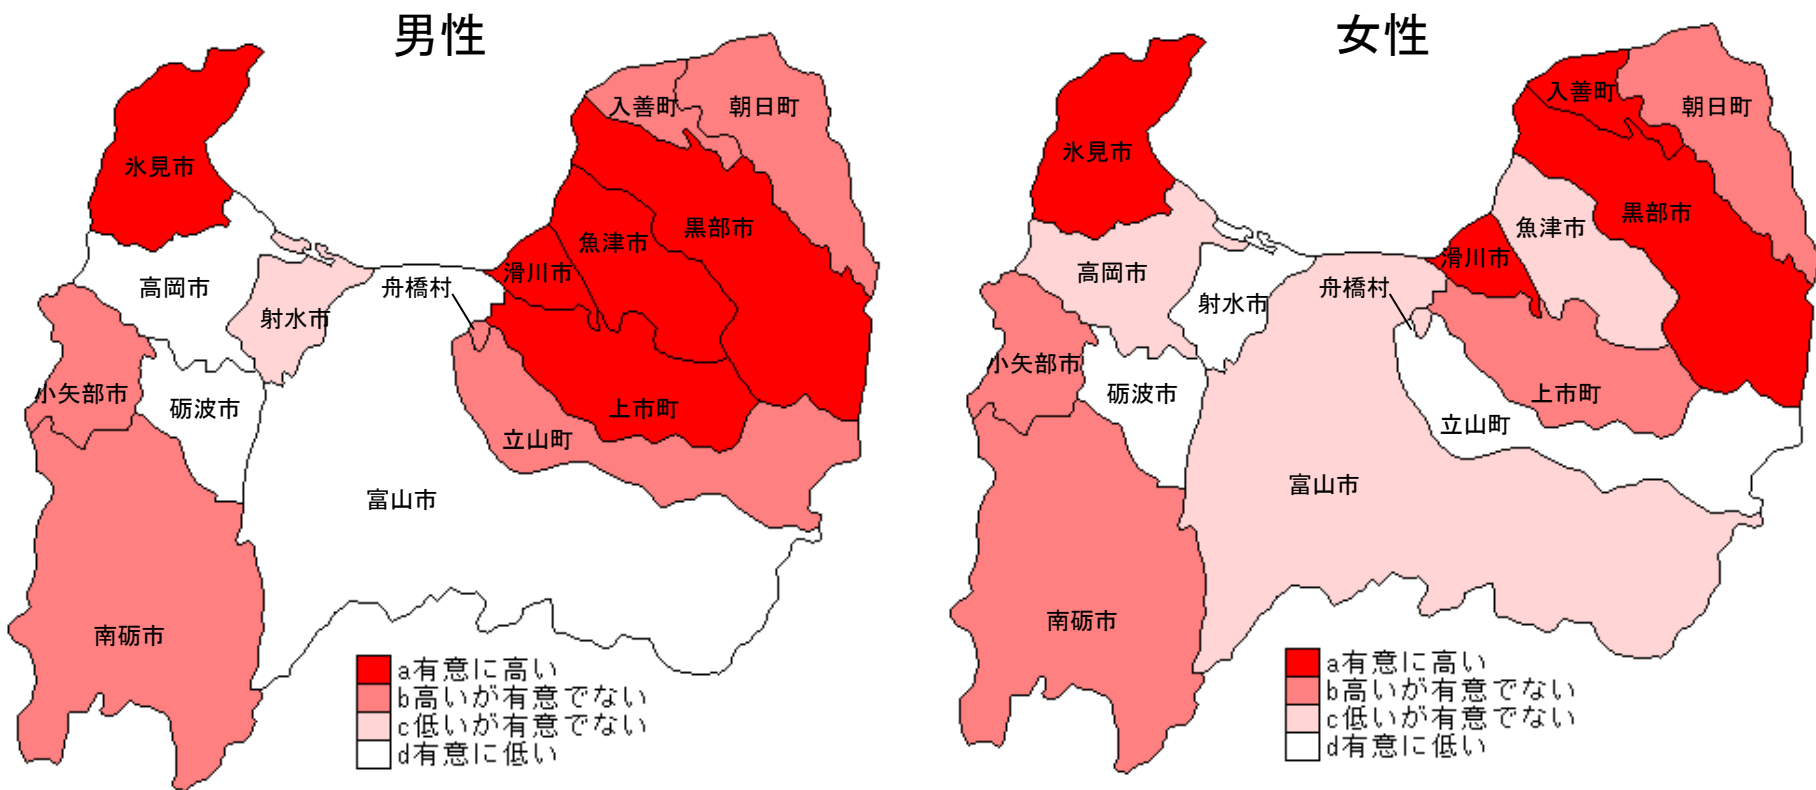 男性
入善町
朝日町
氷見市
黒部市
魚津市
滑川市
高岡市
舟橋村
射水市
小矢部市
砺波市
上市町
立山町
富山市
南砺市
a有意に高い
b高いが有意でない
c低いが有意でない
d有意に低い
女性
入善町
朝日町
氷見市
黒部市
魚津市
滑川市
高岡市
舟橋村
射水市
小矢部市
砺波市
上市町
立山町
富山市
南砺市
a有意に高い
b高いが有意でない
c低いが有意でない
d有意に低い